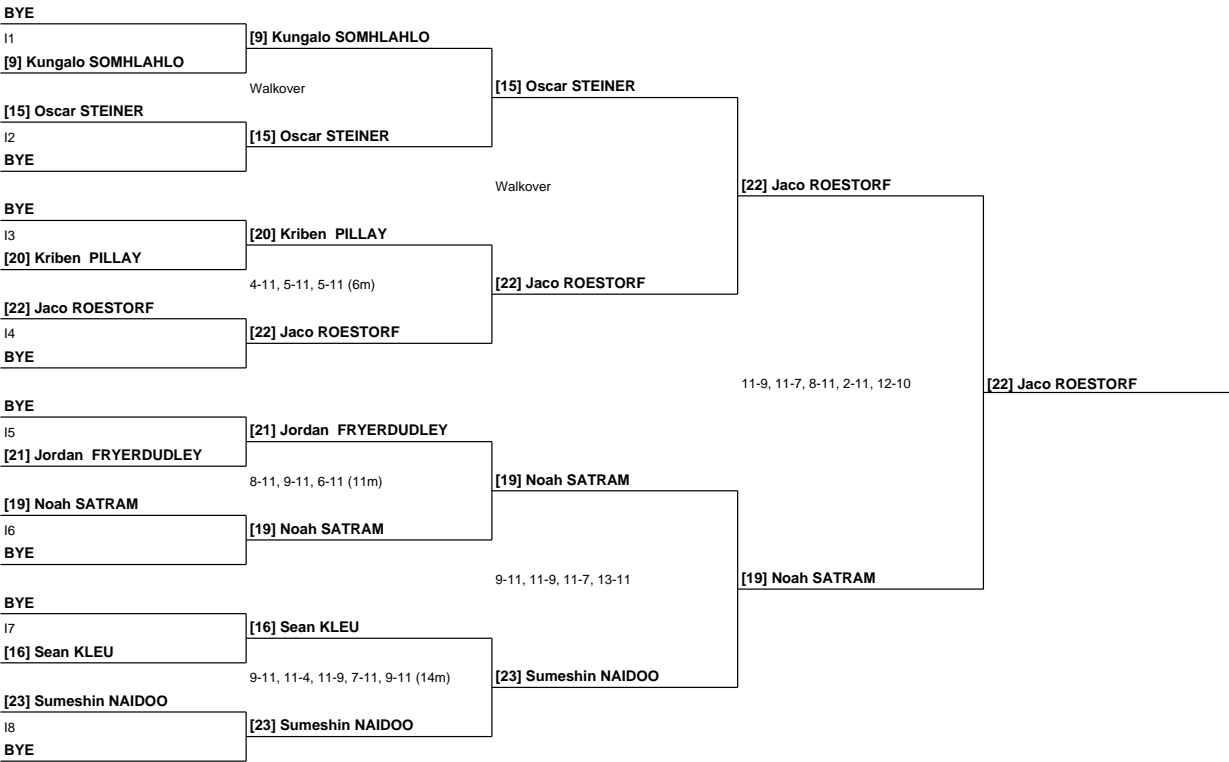 BYE
I1
[9] Kungalo SOMHLAHLO
[9] Kungalo SOMHLAHLO
Walkover
[15] Oscar STEINER
[15] Oscar STEINER
I2
[15] Oscar STEINER
BYE
Walkover
[22] Jaco ROESTORF
BYE
I3
[20] Kriben PILLAY
[20] Kriben PILLAY
4-11, 5-11, 5-11 (6m)
[22] Jaco ROESTORF
[22] Jaco ROESTORF
I4
[22] Jaco ROESTORF
BYE
11-9, 11-7, 8-11, 2-11, 12-10
[22] Jaco ROESTORF
BYE
I5
[21] Jordan FRYERDUDLEY
[21] Jordan FRYERDUDLEY
8-11, 9-11, 6-11 (11m)
[19] Noah SATRAM
[19] Noah SATRAM
I6
[19] Noah SATRAM
BYE
9-11, 11-9, 11-7, 13-11
[19] Noah SATRAM
BYE
I7
[16] Sean KLEU
[16] Sean KLEU
9-11, 11-4, 11-9, 7-11, 9-11 (14m)
[23] Sumeshin NAIDOO
[23] Sumeshin NAIDOO
I8
[23] Sumeshin NAIDOO
BYE